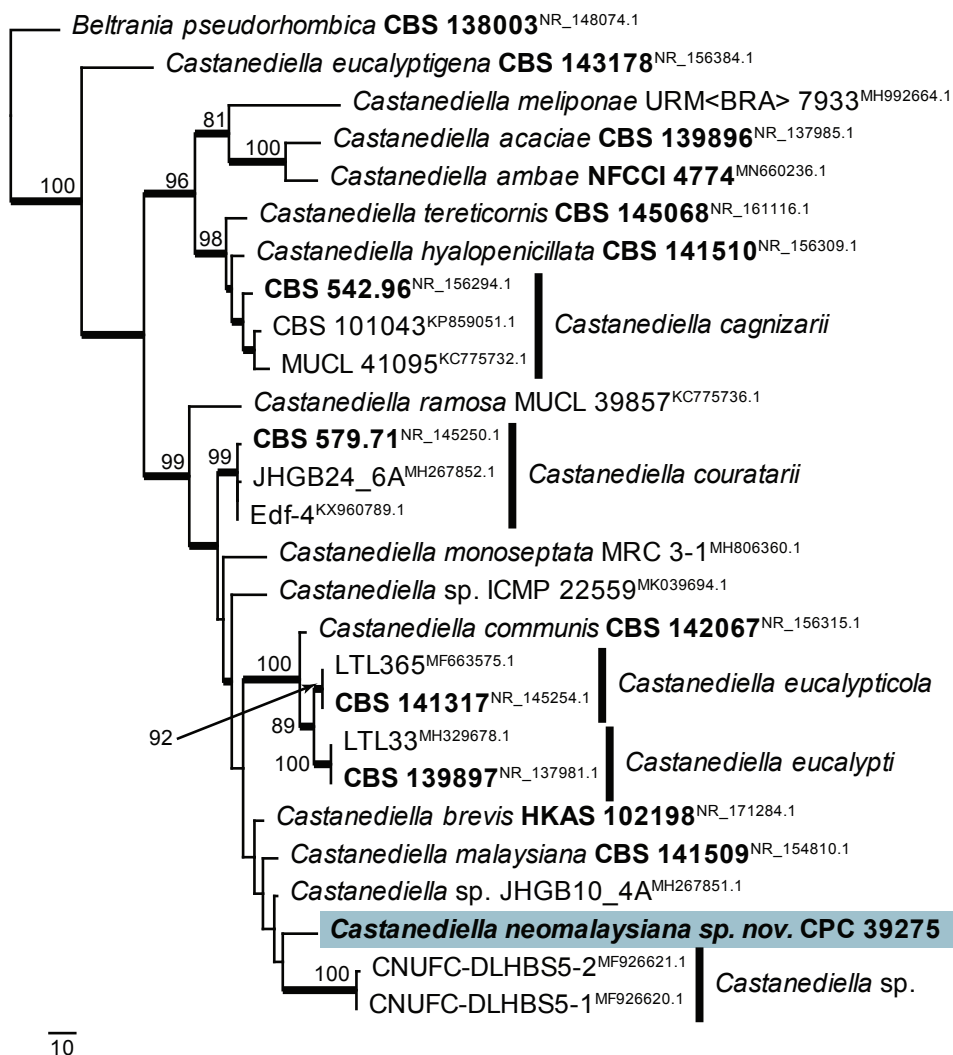 Beltrania pseudorhombica CBS 138003NR_148074.1
Castanediella eucalyptigena CBS 143178NR_156384.1
Castanediella meliponae URM<BRA> 7933MH992664.1
81
Castanediella acaciae CBS 139896NR_137985.1
100
Castanediella ambae NFCCI 4774MN660236.1
100
96
Castanediella tereticornis CBS 145068NR_161116.1
98
Castanediella hyalopenicillata CBS 141510NR_156309.1
CBS 542.96NR_156294.1
CBS 101043KP859051.1
Castanediella cagnizarii
MUCL 41095KC775732.1
Castanediella ramosa MUCL 39857KC775736.1
99
99
CBS 579.71NR_145250.1
JHGB24_6AMH267852.1
Castanediella couratarii
Edf-4KX960789.1
Castanediella monoseptata MRC 3-1MH806360.1
Castanediella sp. ICMP 22559MK039694.1
Castanediella communis CBS 142067NR_156315.1
100
LTL365MF663575.1
Castanediella eucalypticola
CBS 141317NR_145254.1
92
89
LTL33MH329678.1
Castanediella eucalypti
100
CBS 139897NR_137981.1
Castanediella brevis HKAS 102198NR_171284.1
Castanediella malaysiana CBS 141509NR_154810.1
Castanediella sp. JHGB10_4AMH267851.1
Castanediella neomalaysiana sp. nov. CPC 39275
100
CNUFC-DLHBS5-2MF926621.1
Castanediella sp.
CNUFC-DLHBS5-1MF926620.1
10